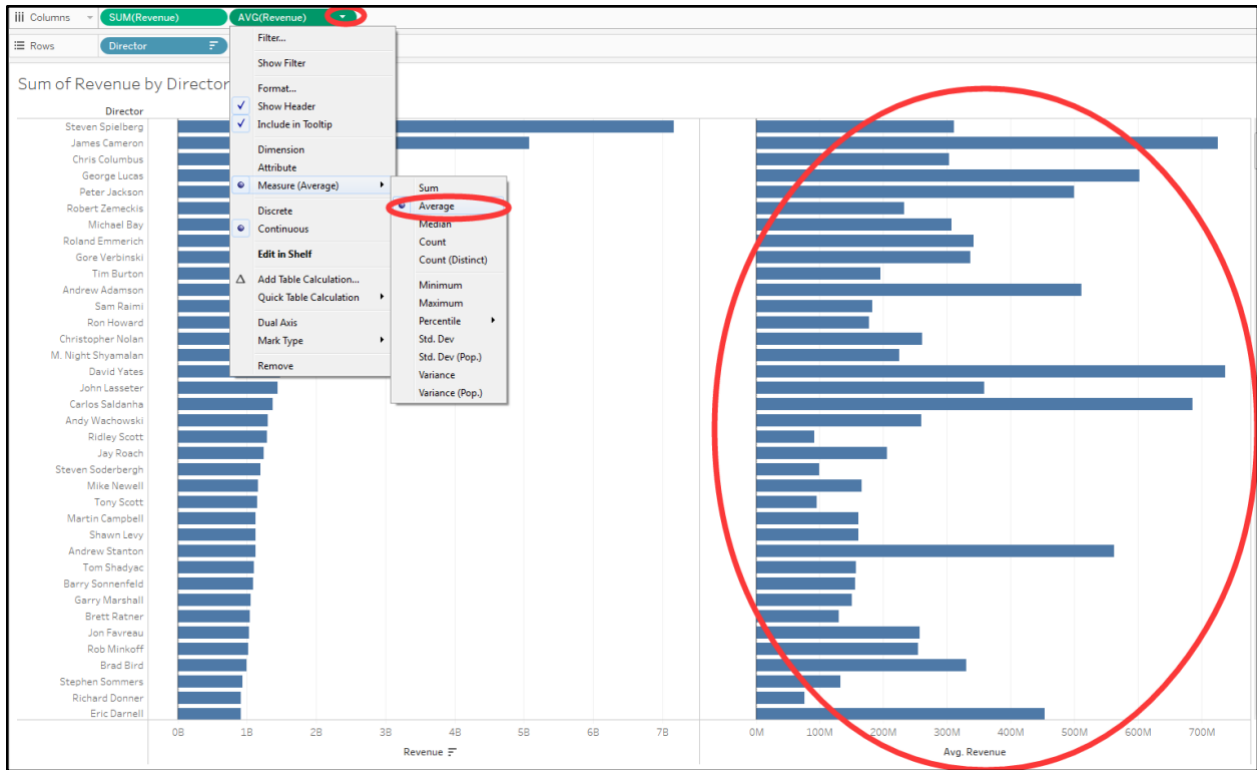 Columns SUM(Revenue) AVG(Revenue)
Rows Director
Sum of Revenue by Director
Director
Steven Spielberg
James Cameron
Chris Columbus
George Lucas
Peter Jackson
Robert Zemeckis
Michael Bay
Roland Emmerich
Gore Verbinski
Tim Burton
Andrew Adamson
Sam Raimi
Ron Howard
Christopher Nolan
M. Night Shyamalan
David Yates
John Lasseter
Carlos Saldanha
Andy Wachowski
Ridley Scott
Jay Roach
Steven Soderbergh
Mike Newell
Tony Scott
Martin Campbell
Shawn Levy
Andrew Stanton
Tom Shadyac
Barry Sonnenfeld
Garry Marshall
Brett Ratner
Jon Favreau
Rob Minkoff
Brad Bird
Stephen Sommers
Richard Donner
Eric Darnell
Filter...
Show Filter
Format...
Show Header
Include in Tooltip
Dimension
Attribute
Measure (Average)
Discrete
Continuous
Edit in Shelf
Add Table Calculation...
Quick Table Calculation
Dual Axis
Mark Type
Remove
Sum
Average
Median
Count
Count (Distinct)
Minimum
Maximum
Percentile
Std. Dev
Std. Dev (Pop.)
Variance
Variance (Pop.)
0B 1B 2B 3B 4B 5B 6B 7B
Revenue
0M 100M 200M 300M 400M 500M 600M 700M
Avg. Revenue